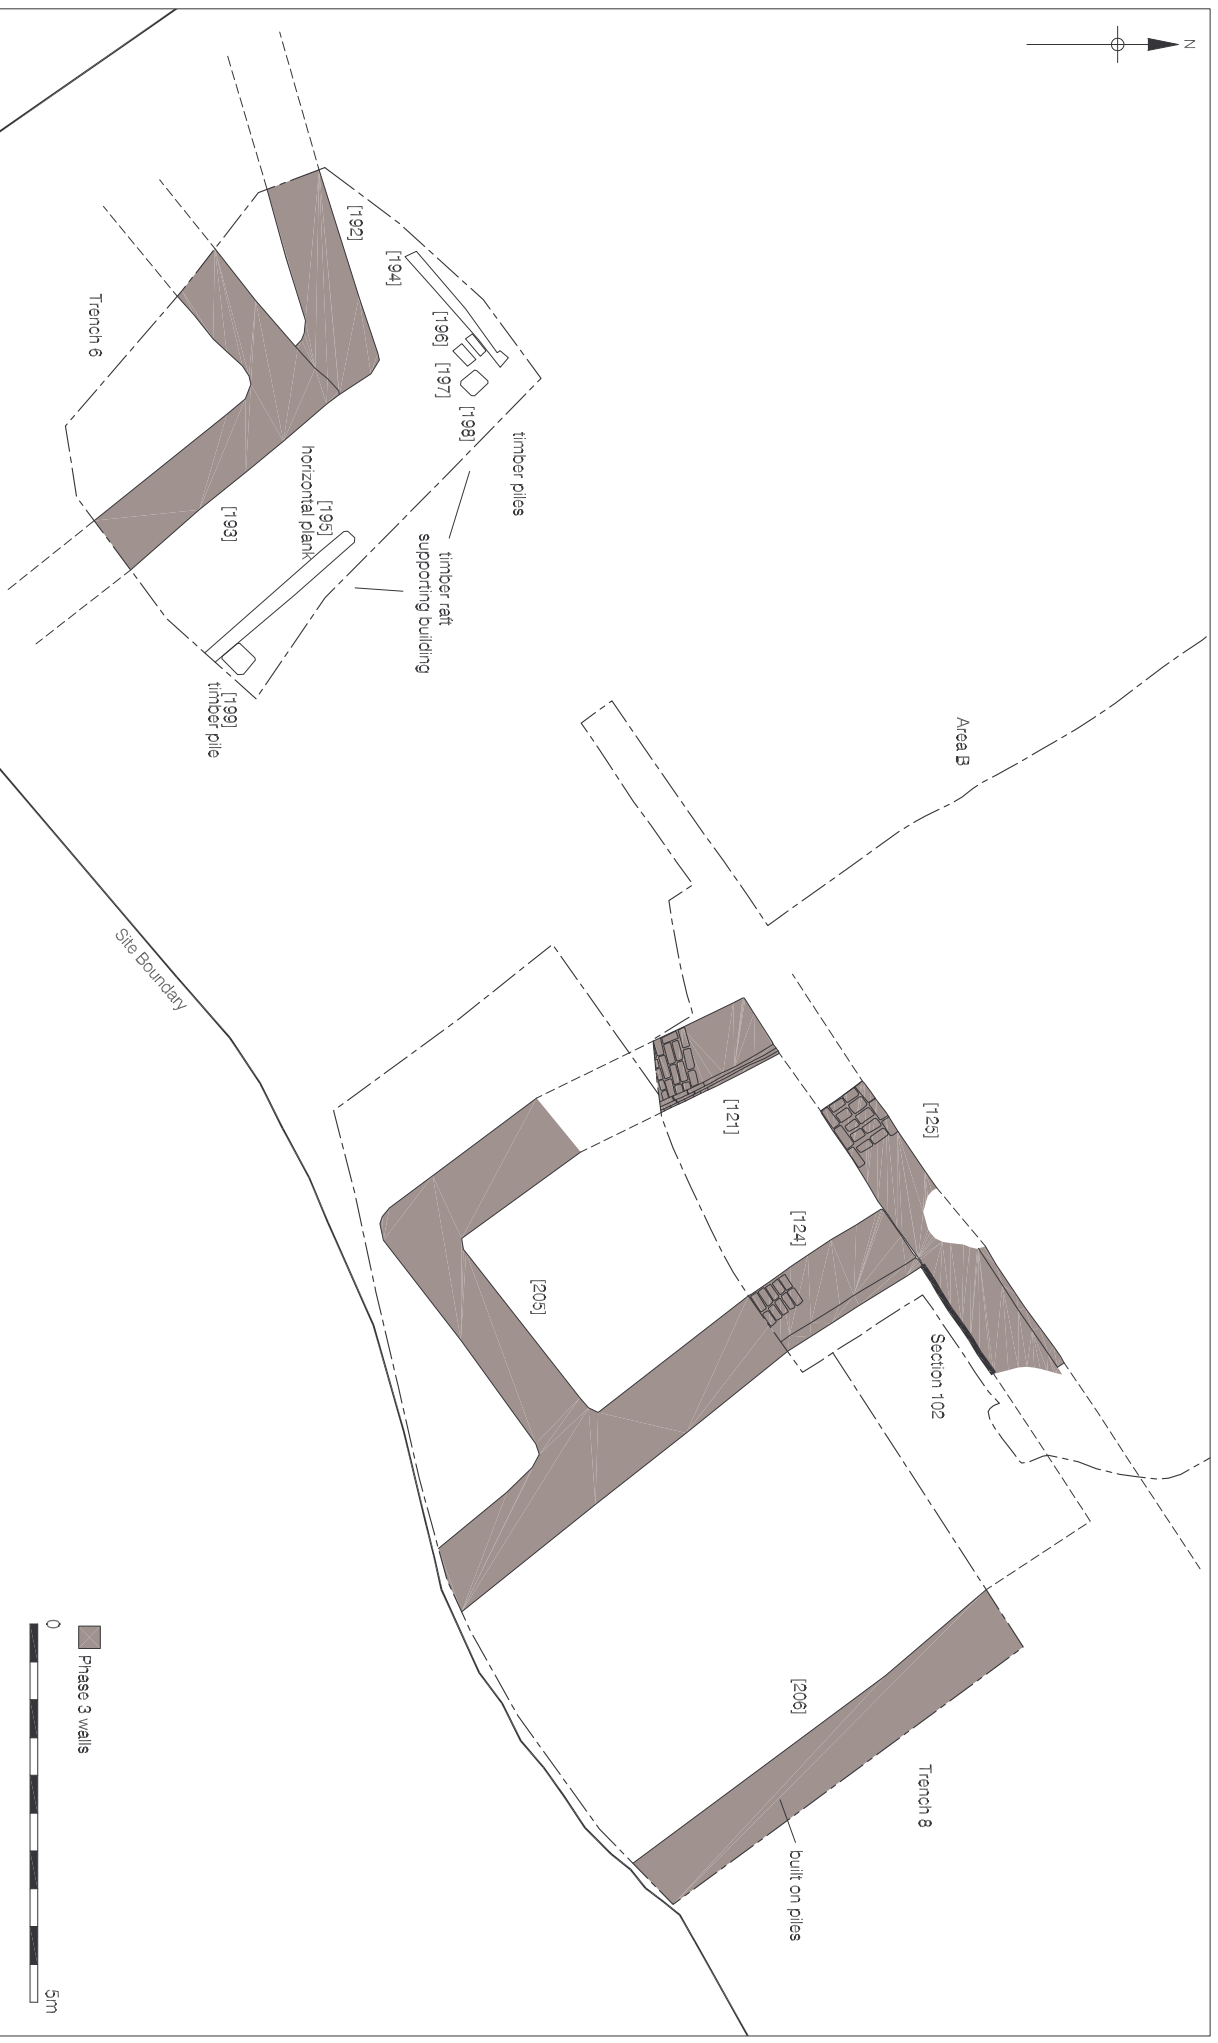 N
Area B
[125]
Section 102
Trench 8
[124]
[206]
built on piles
[121]
[205]
timber piles
timber raft
supporting building
[192]
[194]
[196]
[197]
[198]
[195]
horizontal plank
[193]
[199]
timber pile
Trench 6
Site Boundary
Phase 3 walls
0
5m